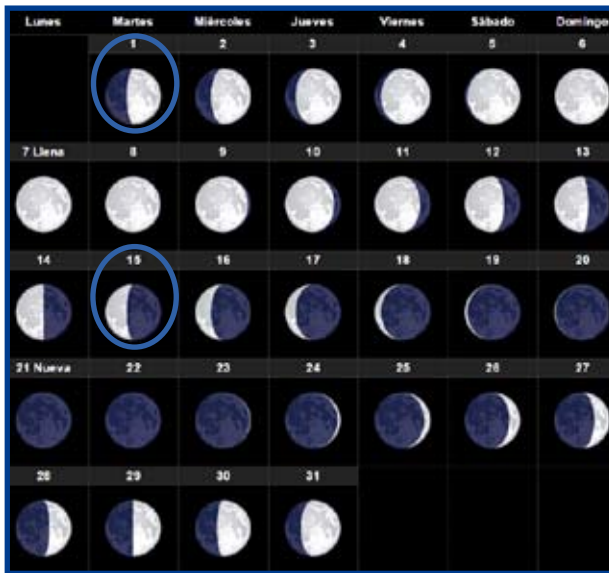 Lunes Martes Miércoles Jueves Viernes Sábado Domingo
1 2 3 4 5 6
7 Llena 8 9 10 11 12 13
14 15 16 17 18 19 20
21 Nueva 22 23 24 25 26 27
28 29 30 31